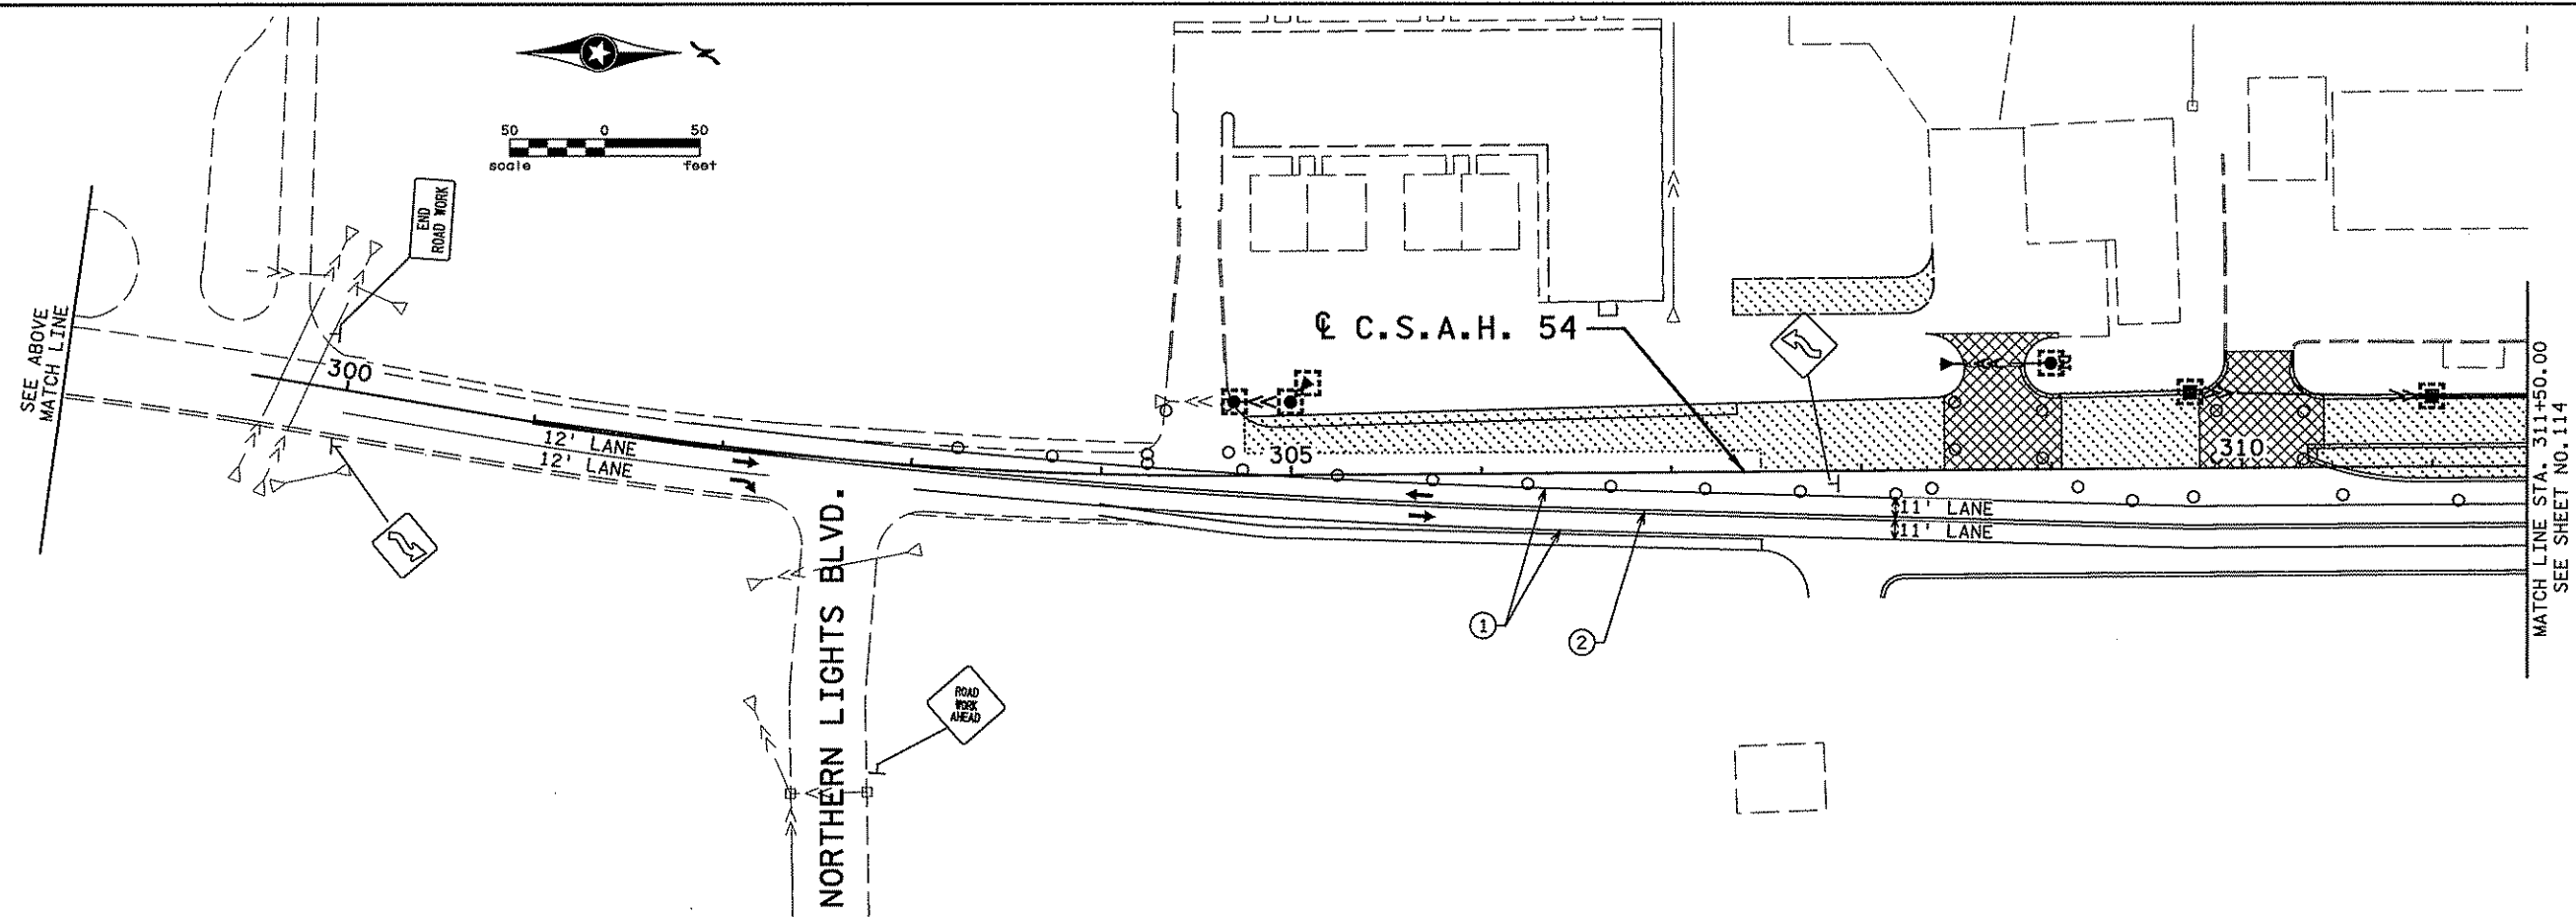 50 0 50
scale feet
END
ROAD WORK
SEE ABOVE
MATCH LINE
300
12' LANE
12' LANE
℄ C.S.A.H. 54
305
310
11' LANE
11' LANE
1
2
NORTHERN LIGHTS BLVD.
ROAD
WORK
AHEAD
MATCH LINE STA. 311+50.00
SEE SHEET NO.114